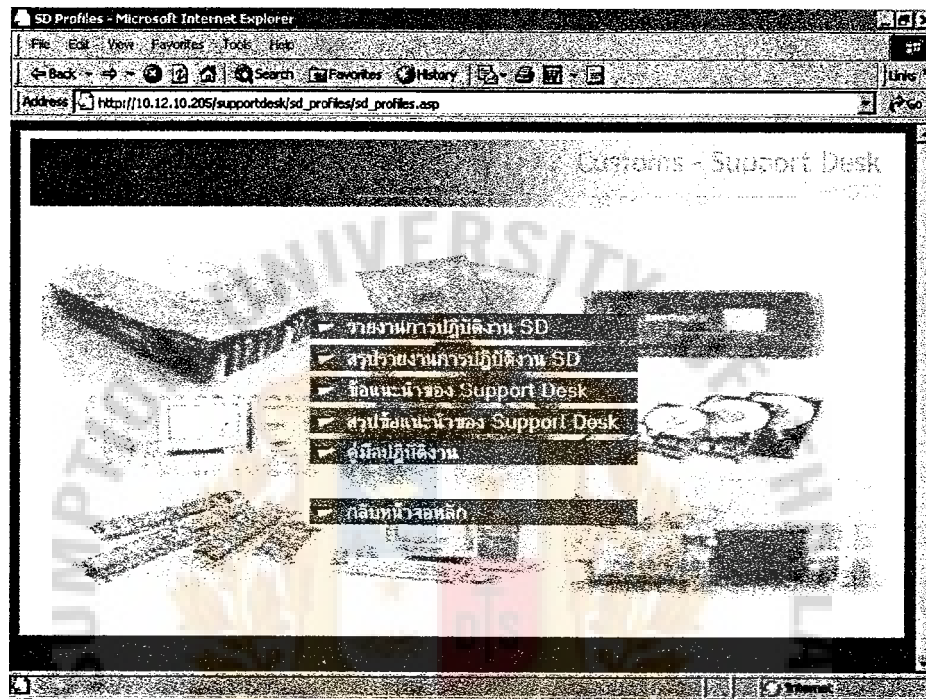 SD Profiles - Microsoft Internet Explorer
File Edit View Favorites Tools Help
Back Search Favorites History Links
Address http://10.12.10.205/supportdesk/sd_profiles/sd_profiles.asp Go
Customs - Support Desk
รายงานการปฏิบัติงาน SD
สรุปรายงานการปฏิบัติงาน SD
ข้อแนะนำของ Support Desk
สรุปข้อแนะนำของ Support Desk
คู่มือปฏิบัติงาน
กลับหน้าจอหลัก
Internet